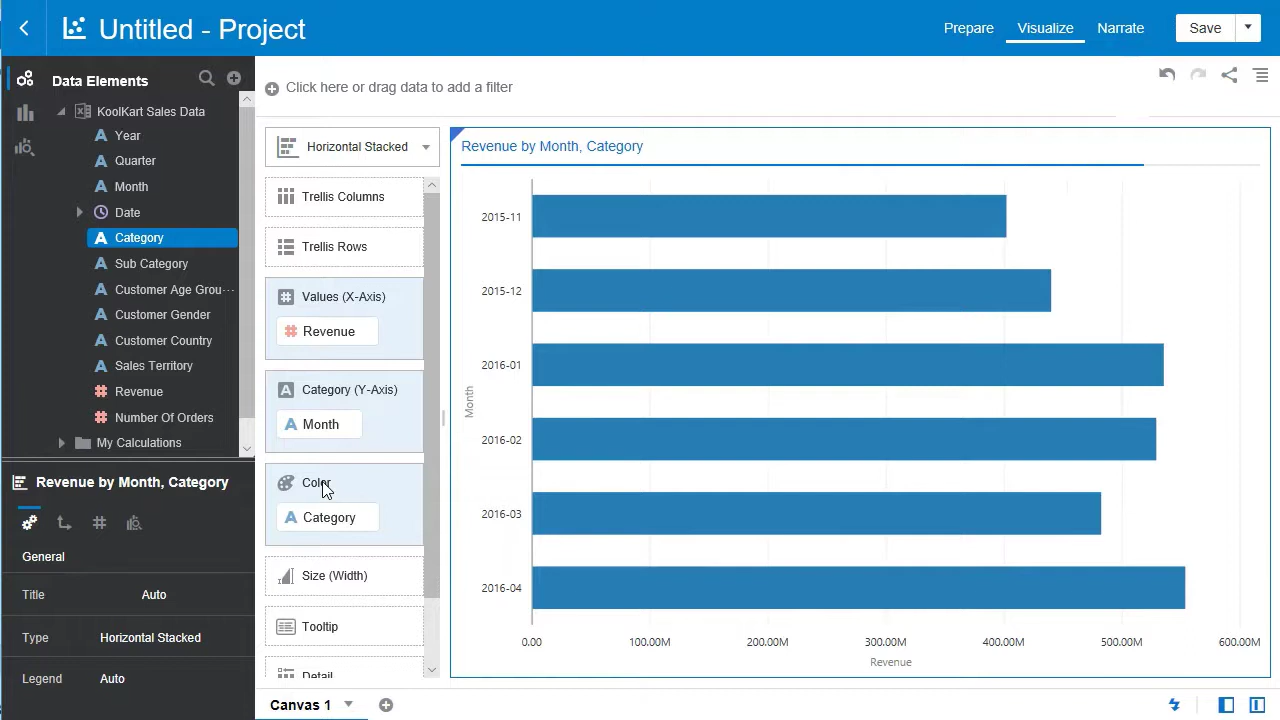 Untitled - Project
Prepare
Visualize
Narrate
Save
Data Elements
KoolKart Sales Data
A Year
A Quarter
A Month
Date
A Category
A Sub Category
A Customer Age Grou···
A Customer Gender
A Customer Country
A Sales Territory
# Revenue
# Number Of Orders
My Calculations
Revenue by Month, Category
General
Title Auto
Type Horizontal Stacked
Legend Auto
Click here or drag data to add a filter
Horizontal Stacked
Trellis Columns
Trellis Rows
# Values (X-Axis)
# Revenue
A Category (Y-Axis)
A Month
Color
A Category
Size (Width)
Tooltip
Detail
Revenue by Month, Category
2015-11
2015-12
2016-01
2016-02
2016-03
2016-04
Month
0.00 100.00M 200.00M 300.00M 400.00M 500.00M 600.00M
Revenue
Canvas 1